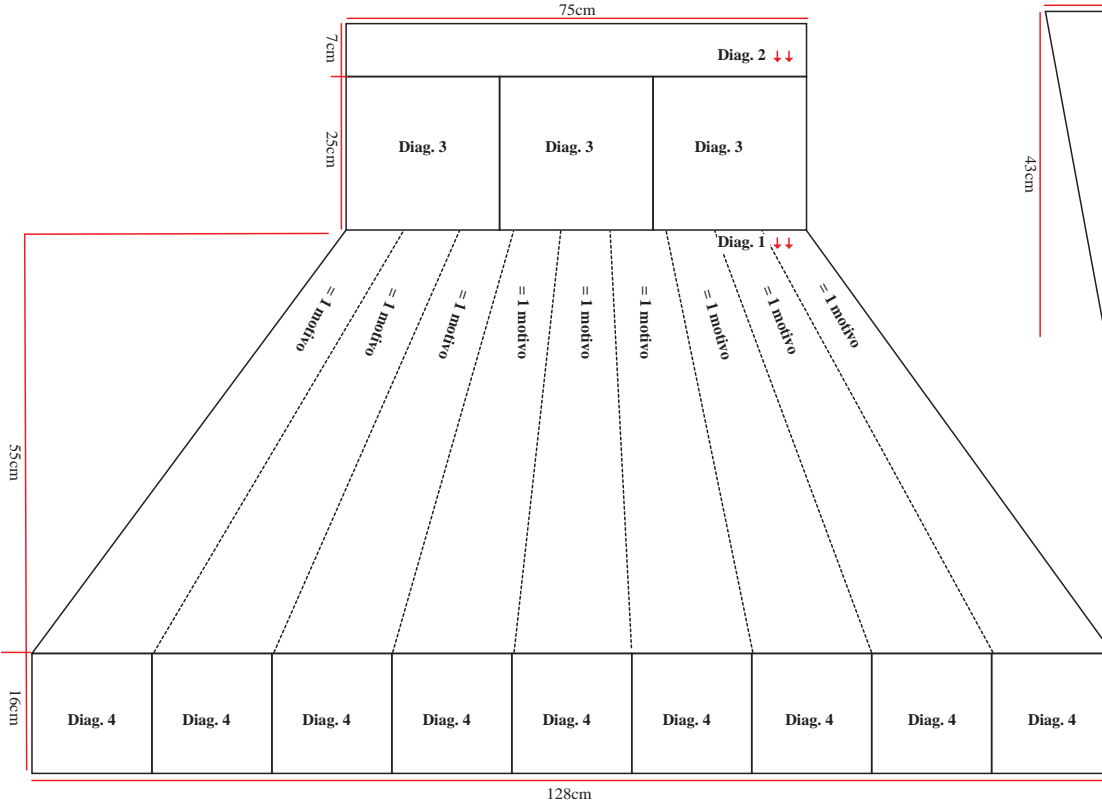 75cm
7cm
Diag. 2
25cm
Diag. 3
Diag. 3
Diag. 3
43cm
Diag. 1
= 1 motivo
= 1 motivo
= 1 motivo
= 1 motivo
= 1 motivo
= 1 motivo
= 1 motivo
= 1 motivo
= 1 motivo
55cm
16cm
Diag. 4
Diag. 4
Diag. 4
Diag. 4
Diag. 4
Diag. 4
Diag. 4
Diag. 4
Diag. 4
128cm